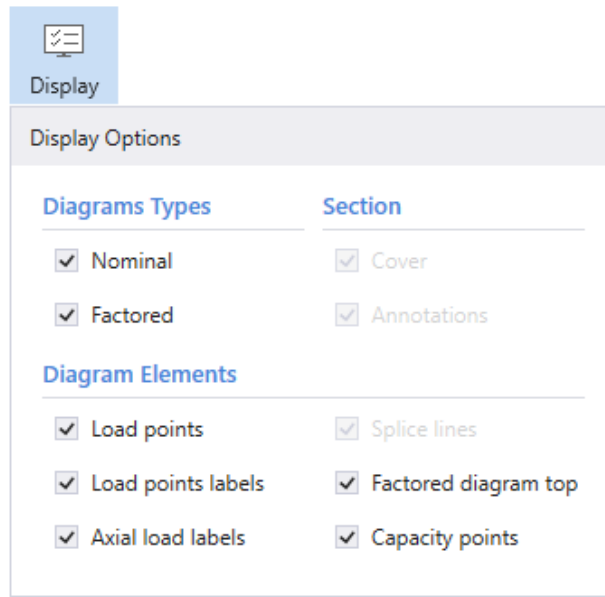 Display
Display Options
Diagrams Types
Section
Nominal
Cover
Factored
Annotations
Diagram Elements
Load points
Splice lines
Load points labels
Factored diagram top
Axial load labels
Capacity points